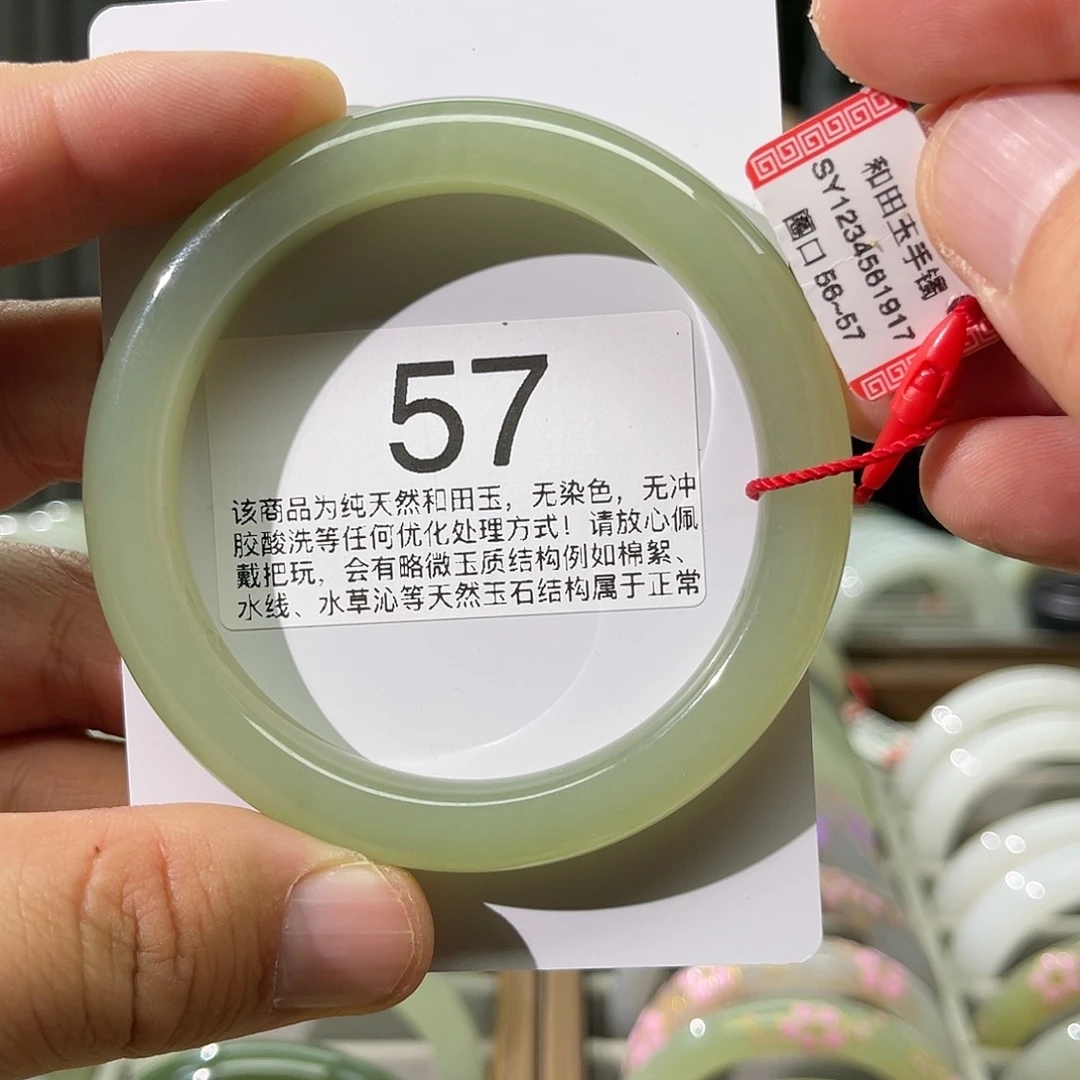 57
该商品为纯天然和田玉，无染色，无冲
胶酸洗等任何优化处理方式！请放心佩
戴把玩，会有略微玉质结构例如棉絮、
水线、水草沁等天然玉石结构属于正常
和田玉手镯
SY1234561917
圈口 56~57